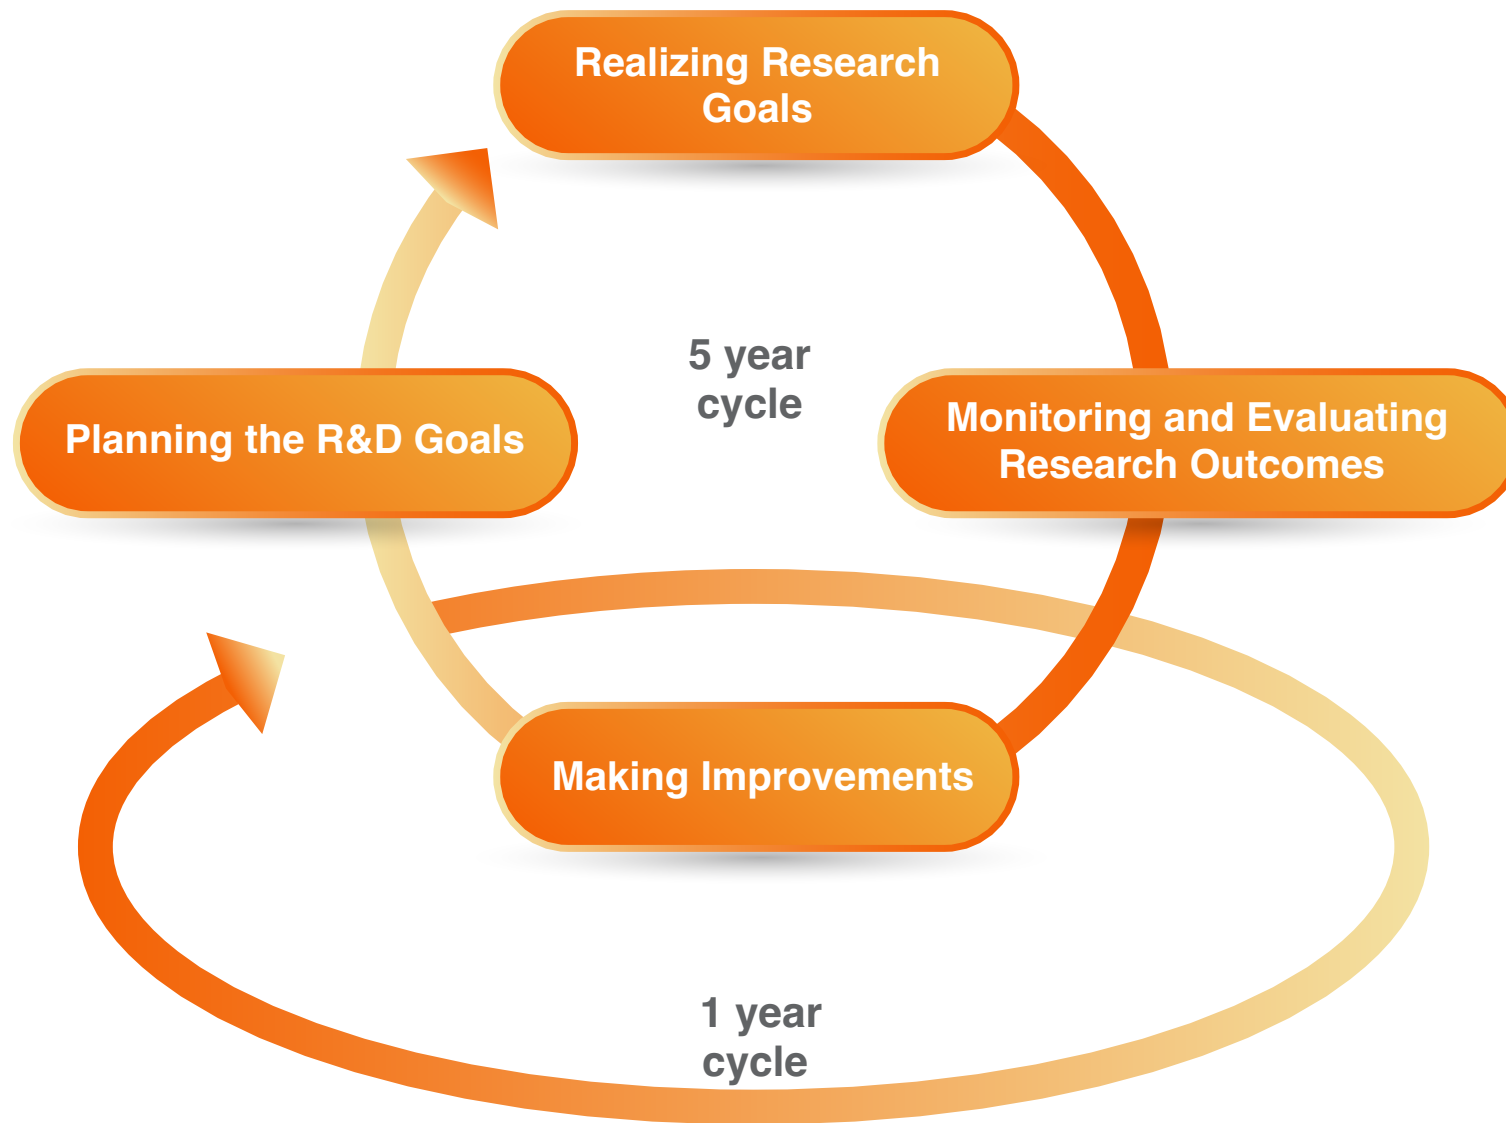 Realizing Research
Goals
5 year
cycle
Planning the R&D Goals
Monitoring and Evaluating
Research Outcomes
Making Improvements
1 year
cycle